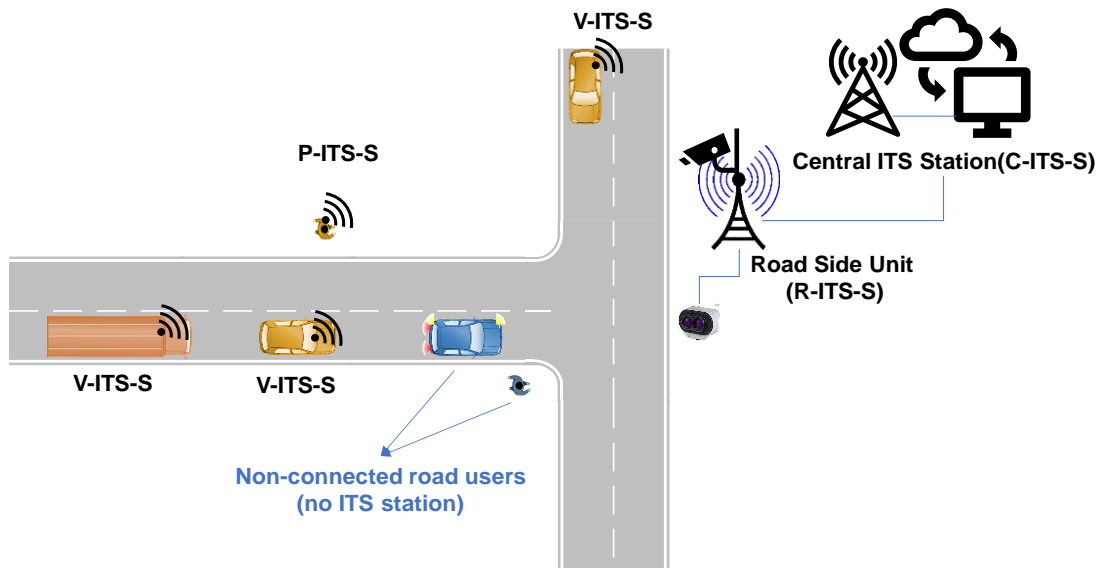 V-ITS-S
P-ITS-S
Central ITS Station(C-ITS-S)
Road Side Unit
(R-ITS-S)
V-ITS-S
V-ITS-S
Non-connected road users
(no ITS station)